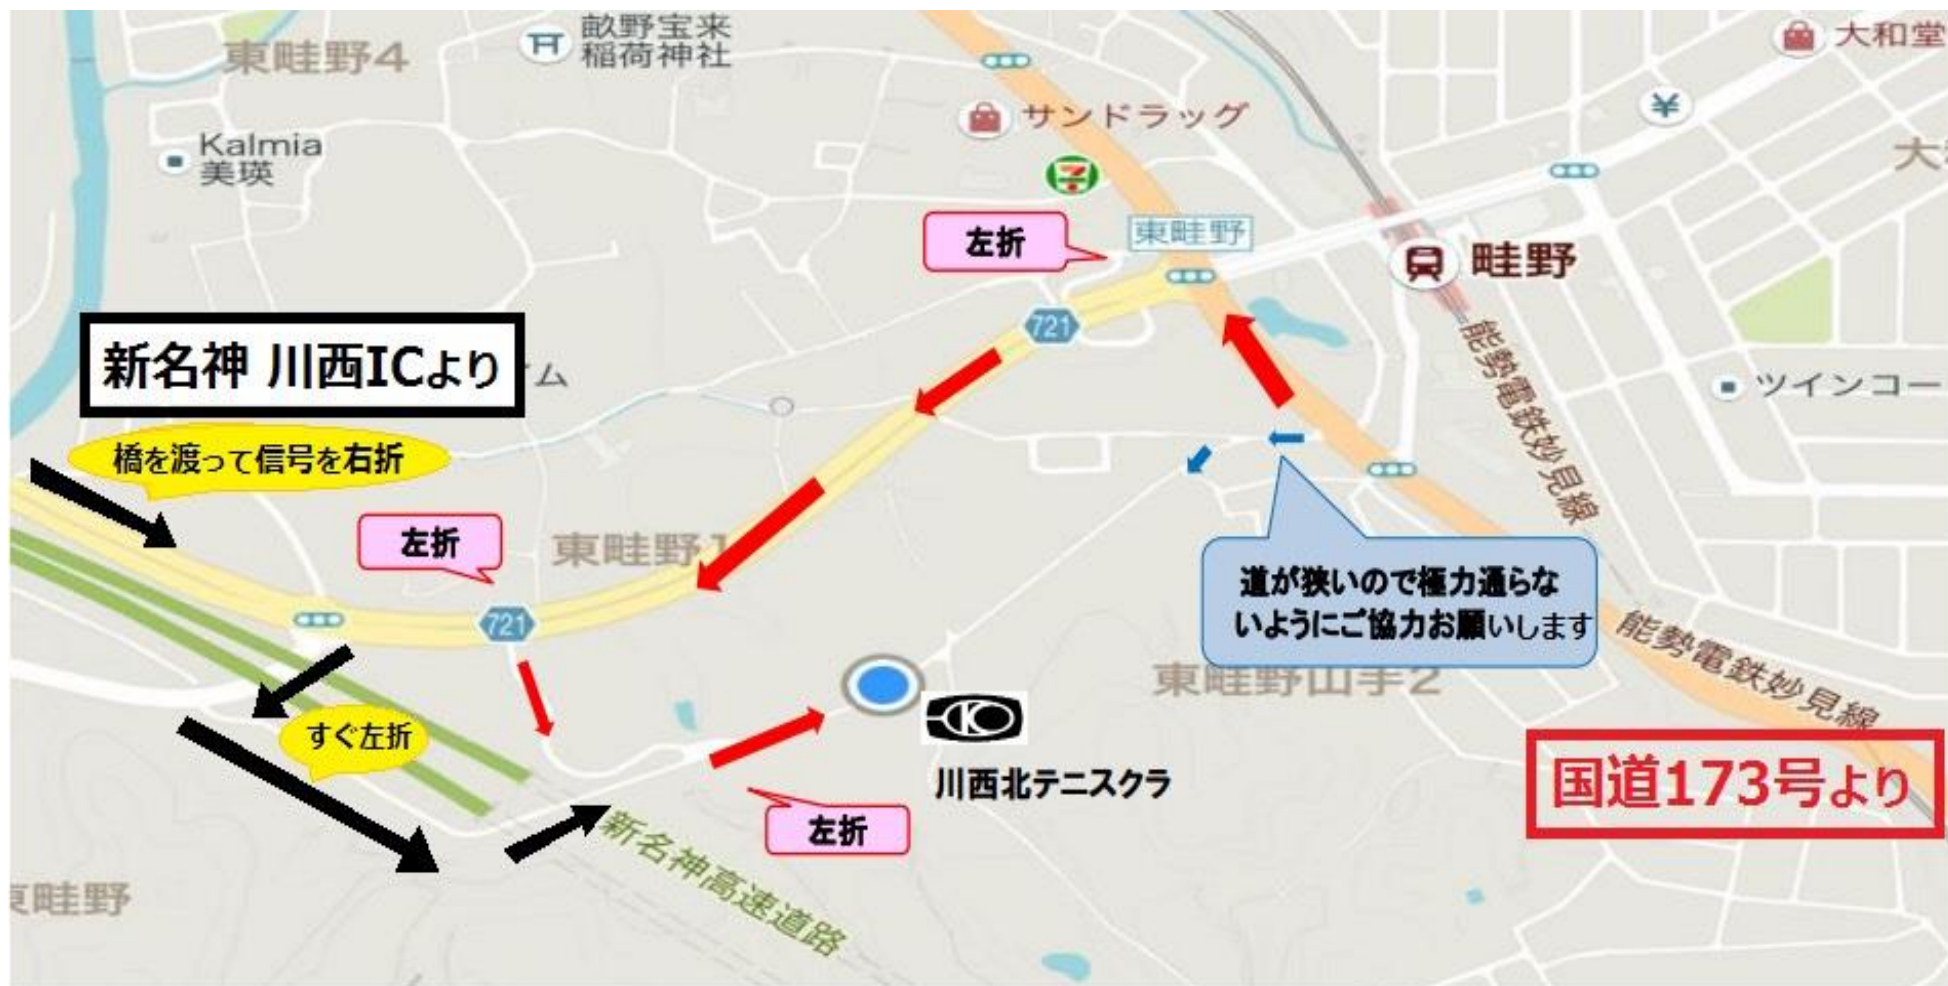 畝野宝来
稲荷神社
大和堂
東畦野4
サンドラッグ
Kalmia
美瑛
大
左折
東畦野
畦野
721
新名神 川西ICより
イム
能勢電鉄妙見線
ツインコー
橋を渡って信号を右折
左折
東畦野1
道が狭いので極力通らな
いようにご協力お願いします
721
能勢電鉄妙見線
東畦野山手2
すぐ左折
川西北テニスクラ
国道173号より
左折
新名神高速道路
東畦野